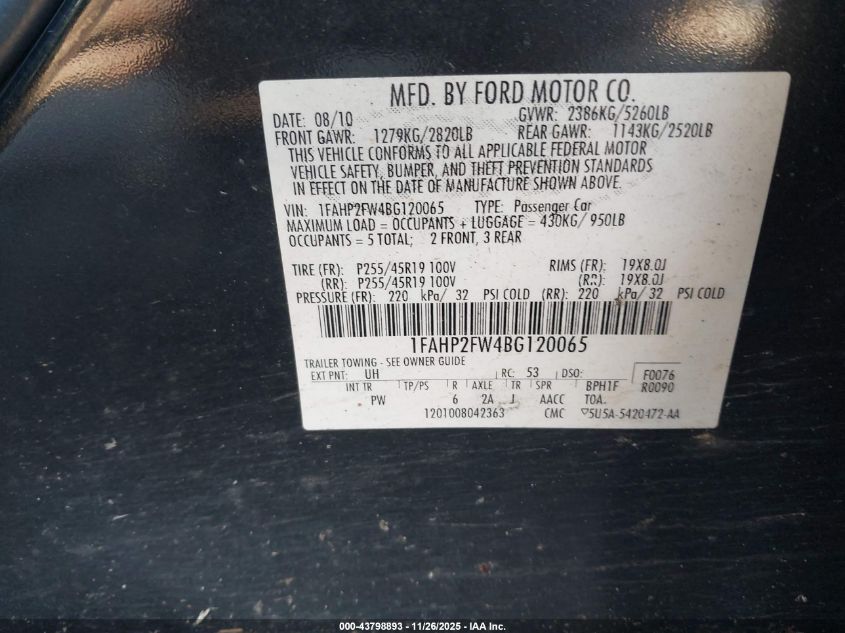 MFD. BY FORD MOTOR CO.
DATE: 08/10 GVWR: 2386KG/5260LB
FRONT GAWR: 1279KG/2820LB REAR GAWR: 1143KG/2520LB
THIS VEHICLE CONFORMS TO ALL APPLICABLE FEDERAL MOTOR
VEHICLE SAFETY, BUMPER, AND THEFT PREVENTION STANDARDS
IN EFFECT ON THE DATE OF MANUFACTURE SHOWN ABOVE.
VIN: 1FAHP2FW4BG120065 TYPE: Passenger Car
MAXIMUM LOAD = OCCUPANTS + LUGGAGE = 430KG/ 950LB
OCCUPANTS = 5 TOTAL; 2 FRONT, 3 REAR
TIRE (FR): P255/45R19 100V RIMS (FR): 19X8.0J
(RR): P255/45R19 100V (RR): 19X8.0J
PRESSURE (FR): 220 kPa/ 32 PSI COLD (RR): 220 kPa/ 32 PSI COLD
1FAHP2FW4BG120065
TRAILER TOWING - SEE OWNER GUIDE
EXT PNT: UH RC: 53 DSO: F0076
INT TR TP/PS R AXLE TR SPR BPH1F R0090
PW 6 2A J AACC TOA.
1201008042363 CMC ▽5U5A-5420472-AA
000-43798893 - 11/26/2025 - IAA Inc.